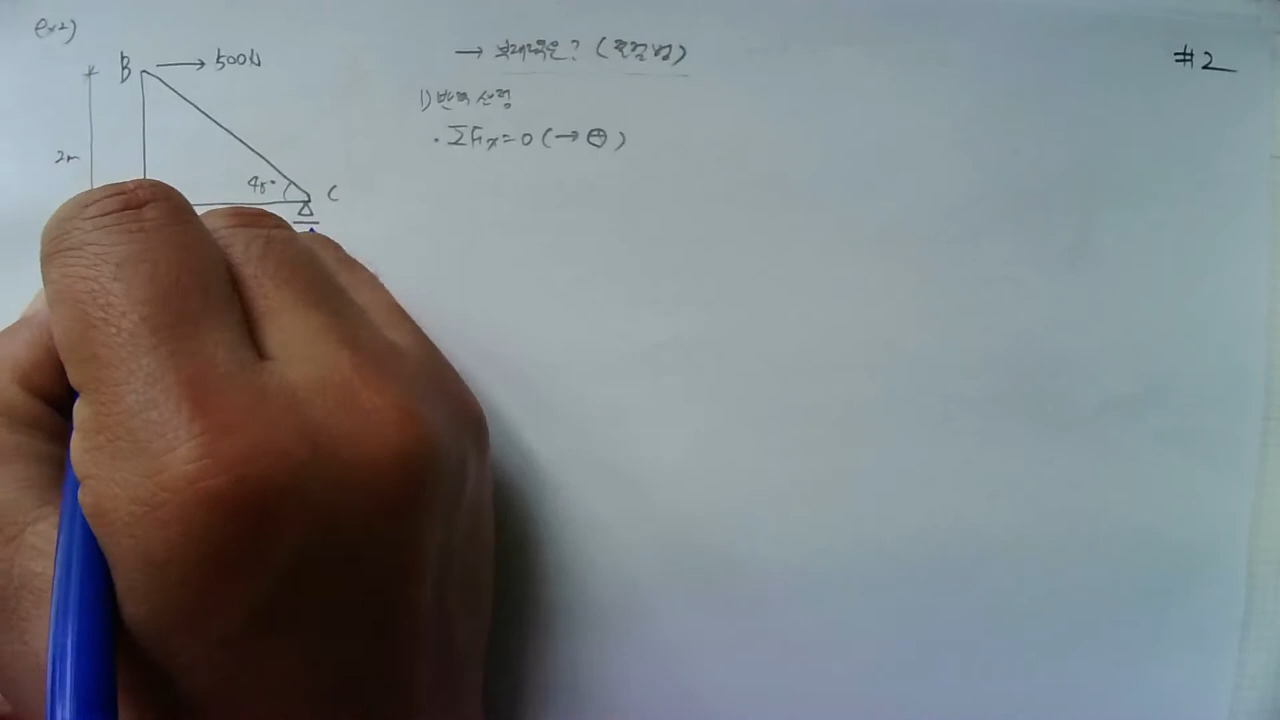 ex2)
B → 500N
2m
45° C
→ 부재력은? (절점법)
1) 반력 산정
· ΣFx=0 (→ ⊕)
#2